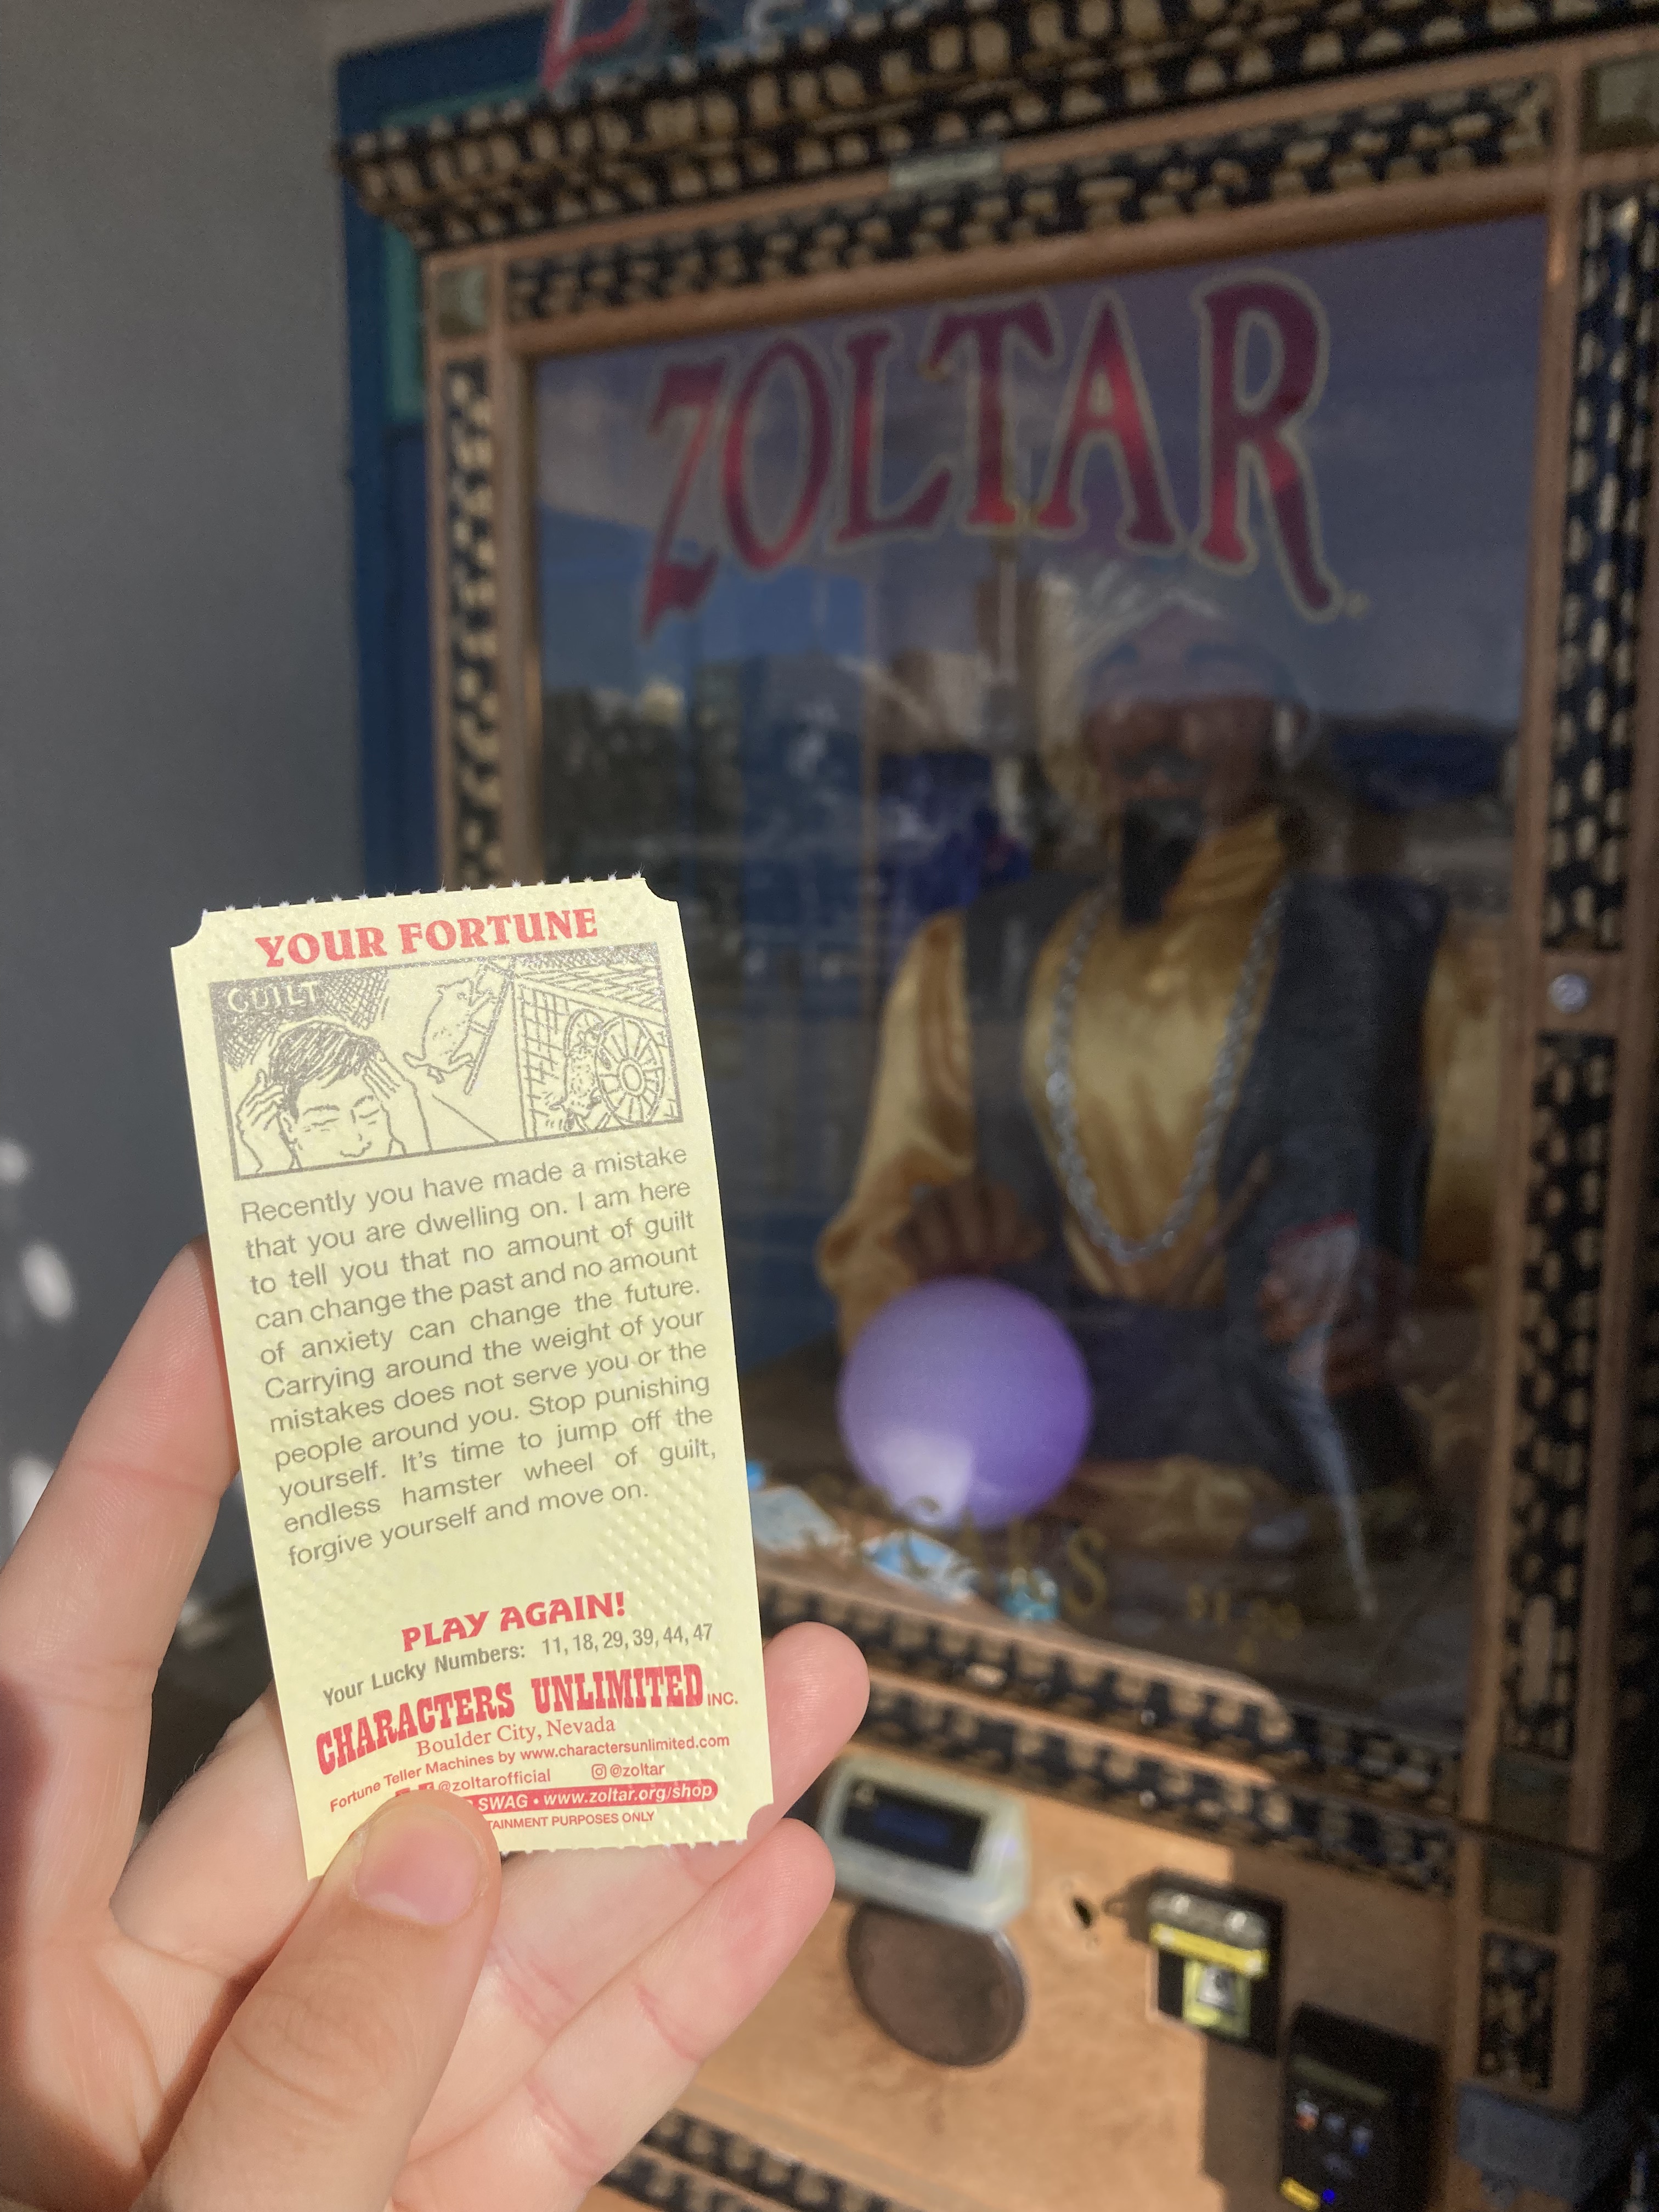 ZOLTAR
YOUR FORTUNE
GUILT
Recently you have made a mistake
that you are dwelling on. I am here
to tell you that no amount of guilt
can change the past and no amount
of anxiety can change the future.
Carrying around the weight of your
mistakes does not serve you or the
people around you. Stop punishing
yourself. It's time to jump off the
endless hamster wheel of guilt,
forgive yourself and move on.
PLAY AGAIN!
Your Lucky Numbers: 11, 18, 29, 39, 44, 47
CHARACTERS UNLIMITED INC.
Boulder City, Nevada
Fortune Teller Machines by www.charactersunlimited.com
@zoltarofficial @zoltar
SWAG • www.zoltar.org/shop
PURPOSES ONLY